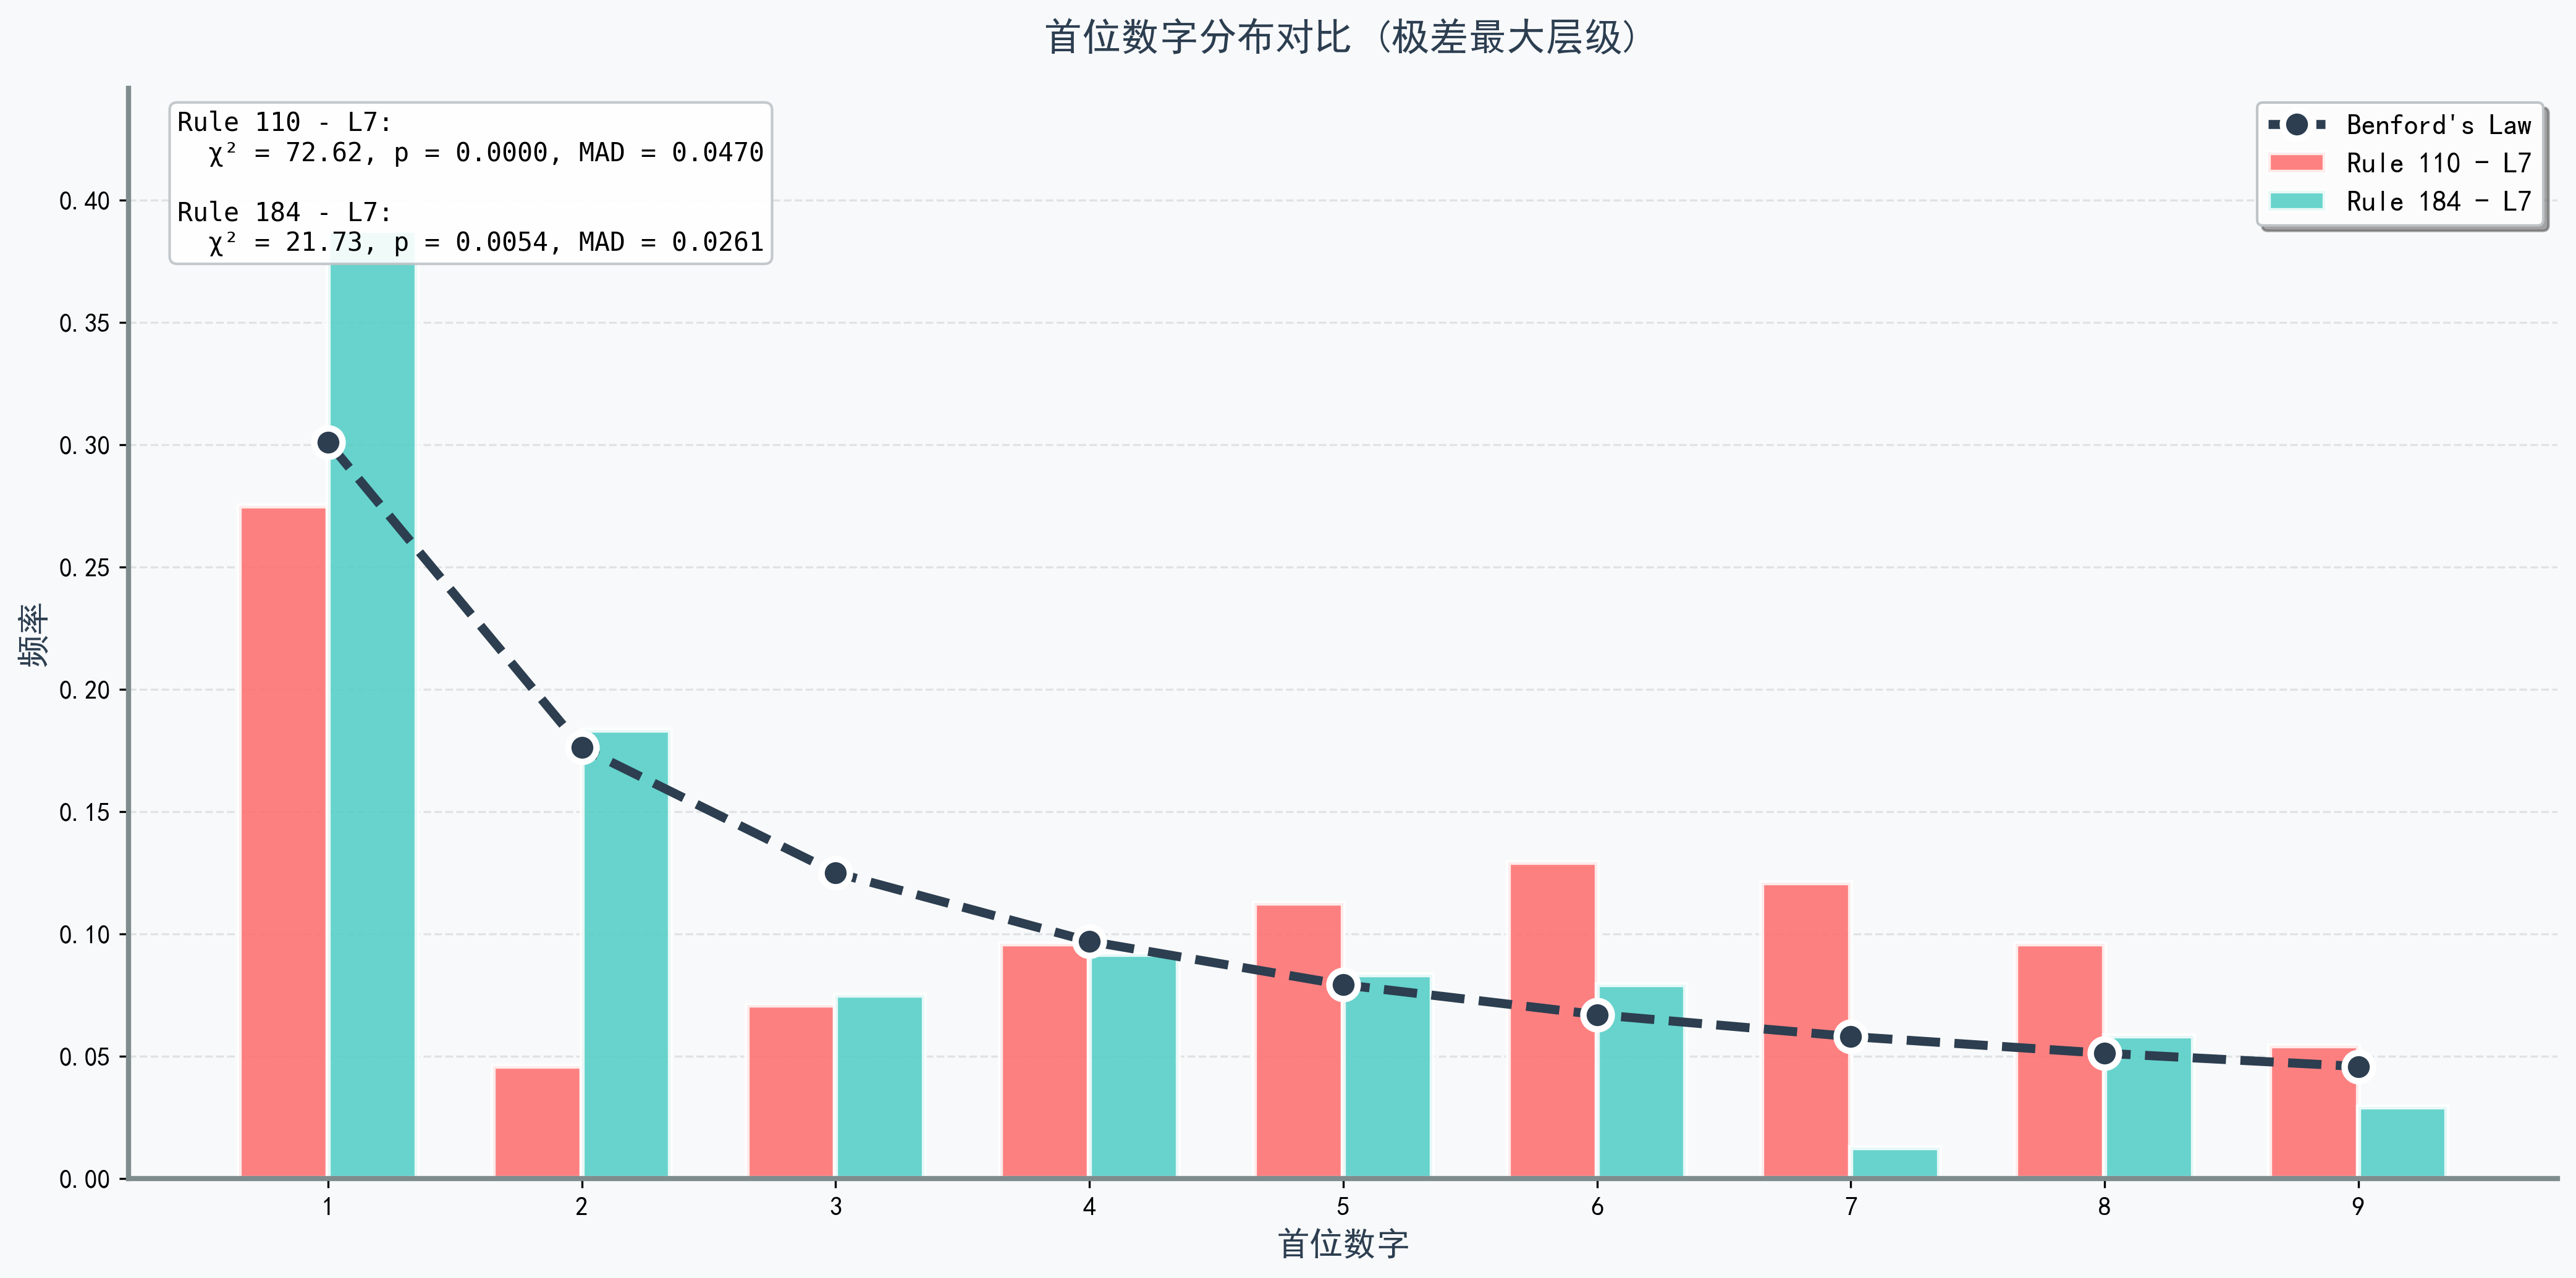 首位数字分布对比（极差最大层级）
Rule 110 - L7:
χ² = 72.62, p = 0.0000, MAD = 0.0470
Rule 184 - L7:
χ² = 21.73, p = 0.0054, MAD = 0.0261
Benford's Law
Rule 110 - L7
Rule 184 - L7
频率
0.40
0.35
0.30
0.25
0.20
0.15
0.10
0.05
0.00
1 2 3 4 5 6 7 8 9
首位数字